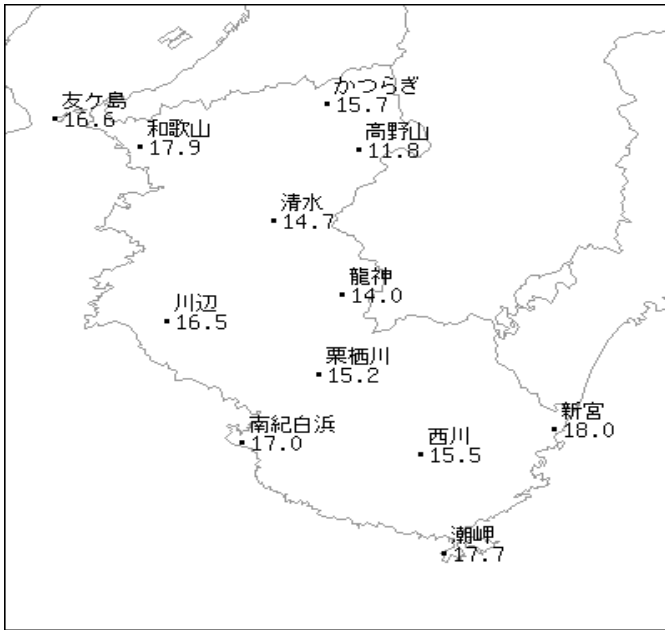 かつらぎ
15.7
友ケ島
16.6
和歌山
17.9
高野山
11.8
清水
14.7
龍神
14.0
川辺
16.5
栗栖川
15.2
新宮
18.0
南紀白浜
17.0
西川
15.5
潮岬
17.7